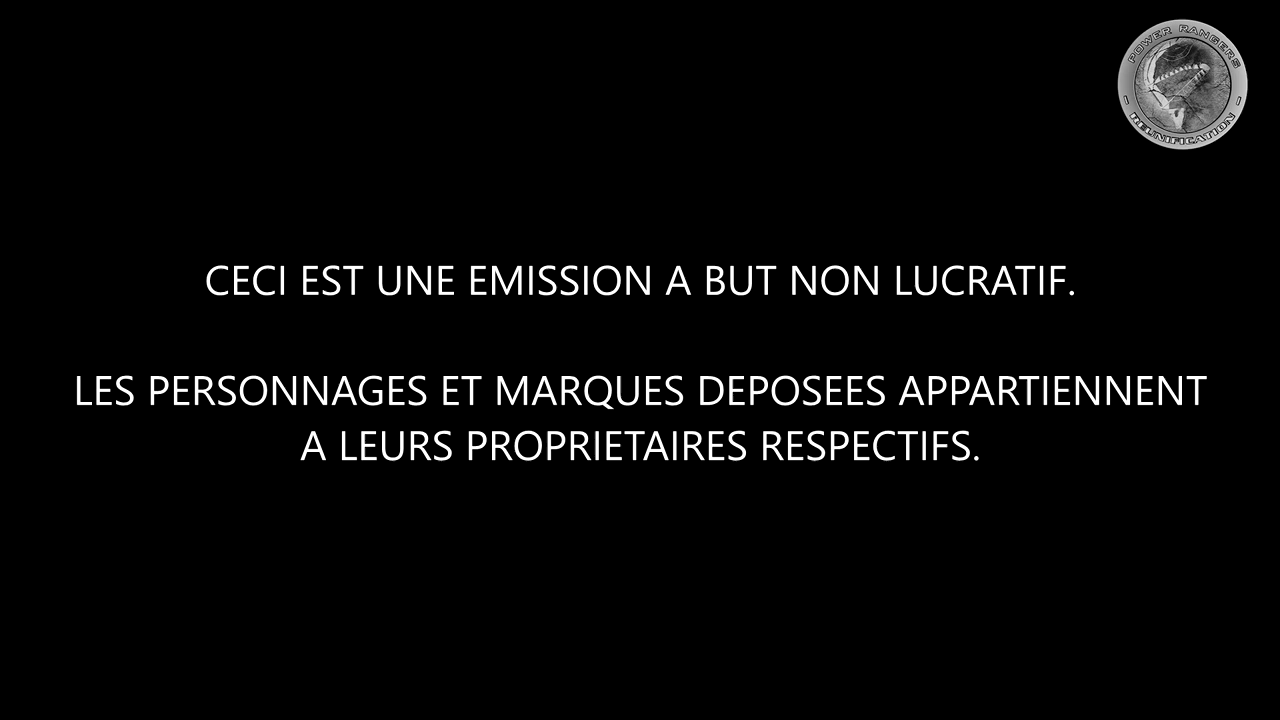 POWER RANGERS
- REUNIFICATION -
CECI EST UNE EMISSION A BUT NON LUCRATIF.
LES PERSONNAGES ET MARQUES DEPOSEES APPARTIENNENT
A LEURS PROPRIETAIRES RESPECTIFS.